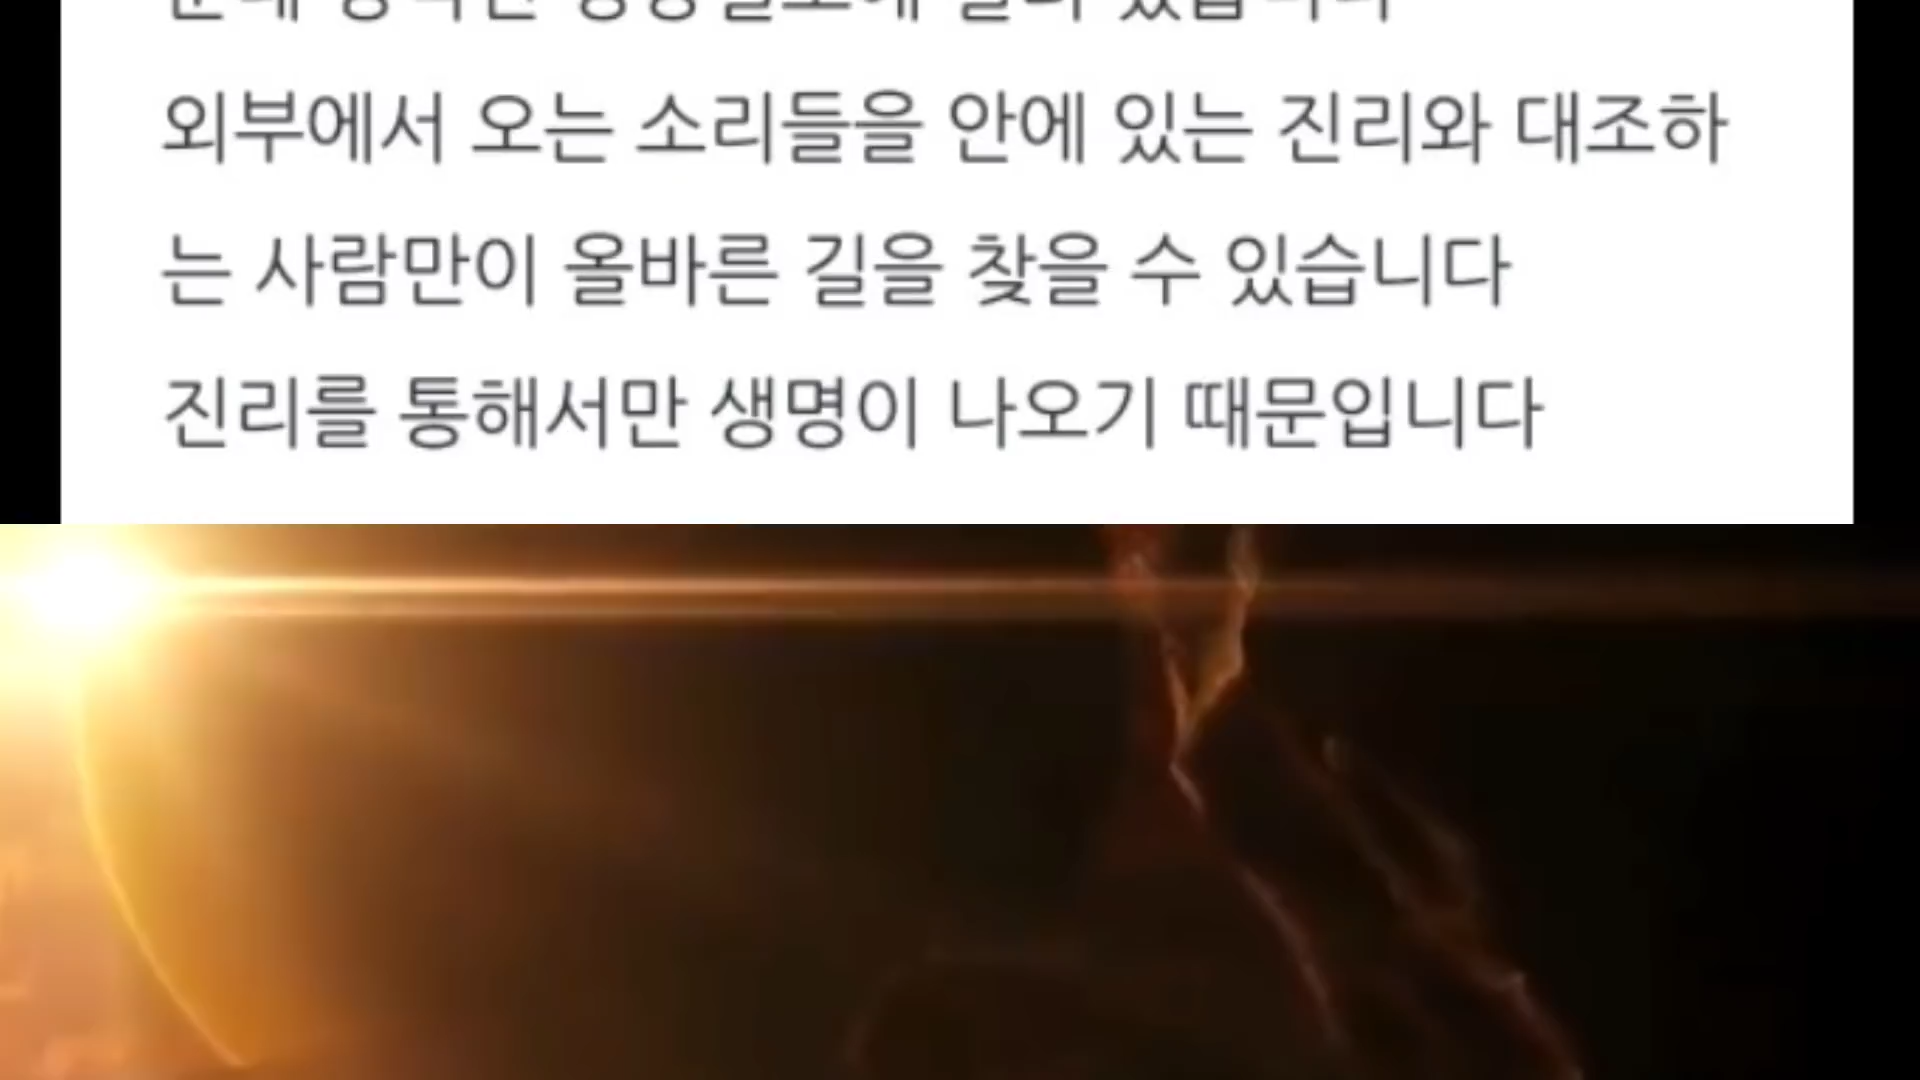 외부에서 오는 소리들을 안에 있는 진리와 대조하
는 사람만이 올바른 길을 찾을 수 있습니다
진리를 통해서만 생명이 나오기 때문입니다